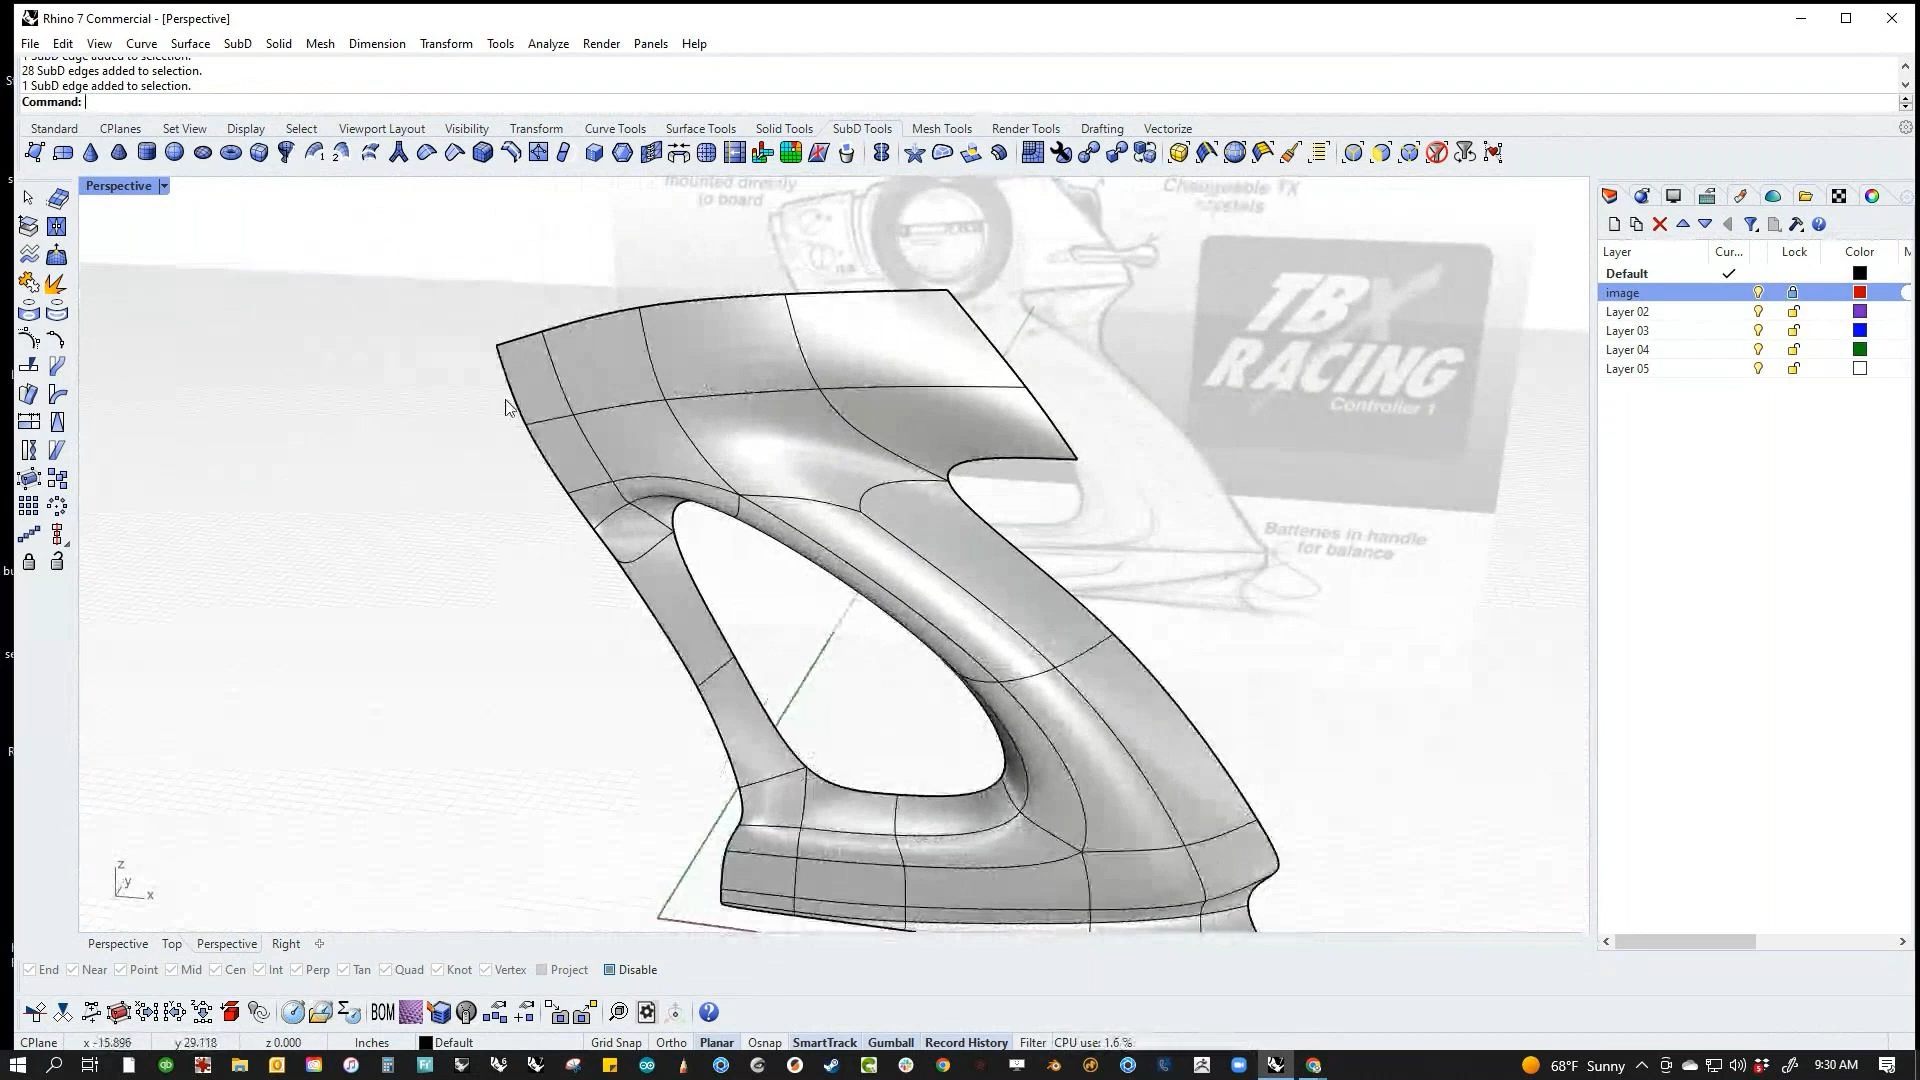 Rhino 7 Commercial - [Perspective]
File Edit View Curve Surface SubD Solid Mesh Dimension Transform Tools Analyze Render Panels Help
1 SubD edge added to selection.
28 SubD edges added to selection.
1 SubD edge added to selection.
Command:
Standard CPlanes Set View Display Select Viewport Layout Visibility Transform Curve Tools Surface Tools Solid Tools SubD Tools Mesh Tools Render Tools Drafting Vectorize
Perspective
mounted directly
to board
TBX
RACING
Controller 1
Batteries in handle
for balance
z
y
x
Layer Cur... Lock Color M
Default
image
Layer 02
Layer 03
Layer 04
Layer 05
Perspective Top Perspective Right
End Near Point Mid Cen Int Perp Tan Quad Knot Vertex Project Disable
BOM
CPlane x -15.896 y 29.118 z 0.000 Inches Default Grid Snap Ortho Planar Osnap SmartTrack Gumball Record History Filter CPU use: 1.6 %
68°F Sunny 9:30 AM